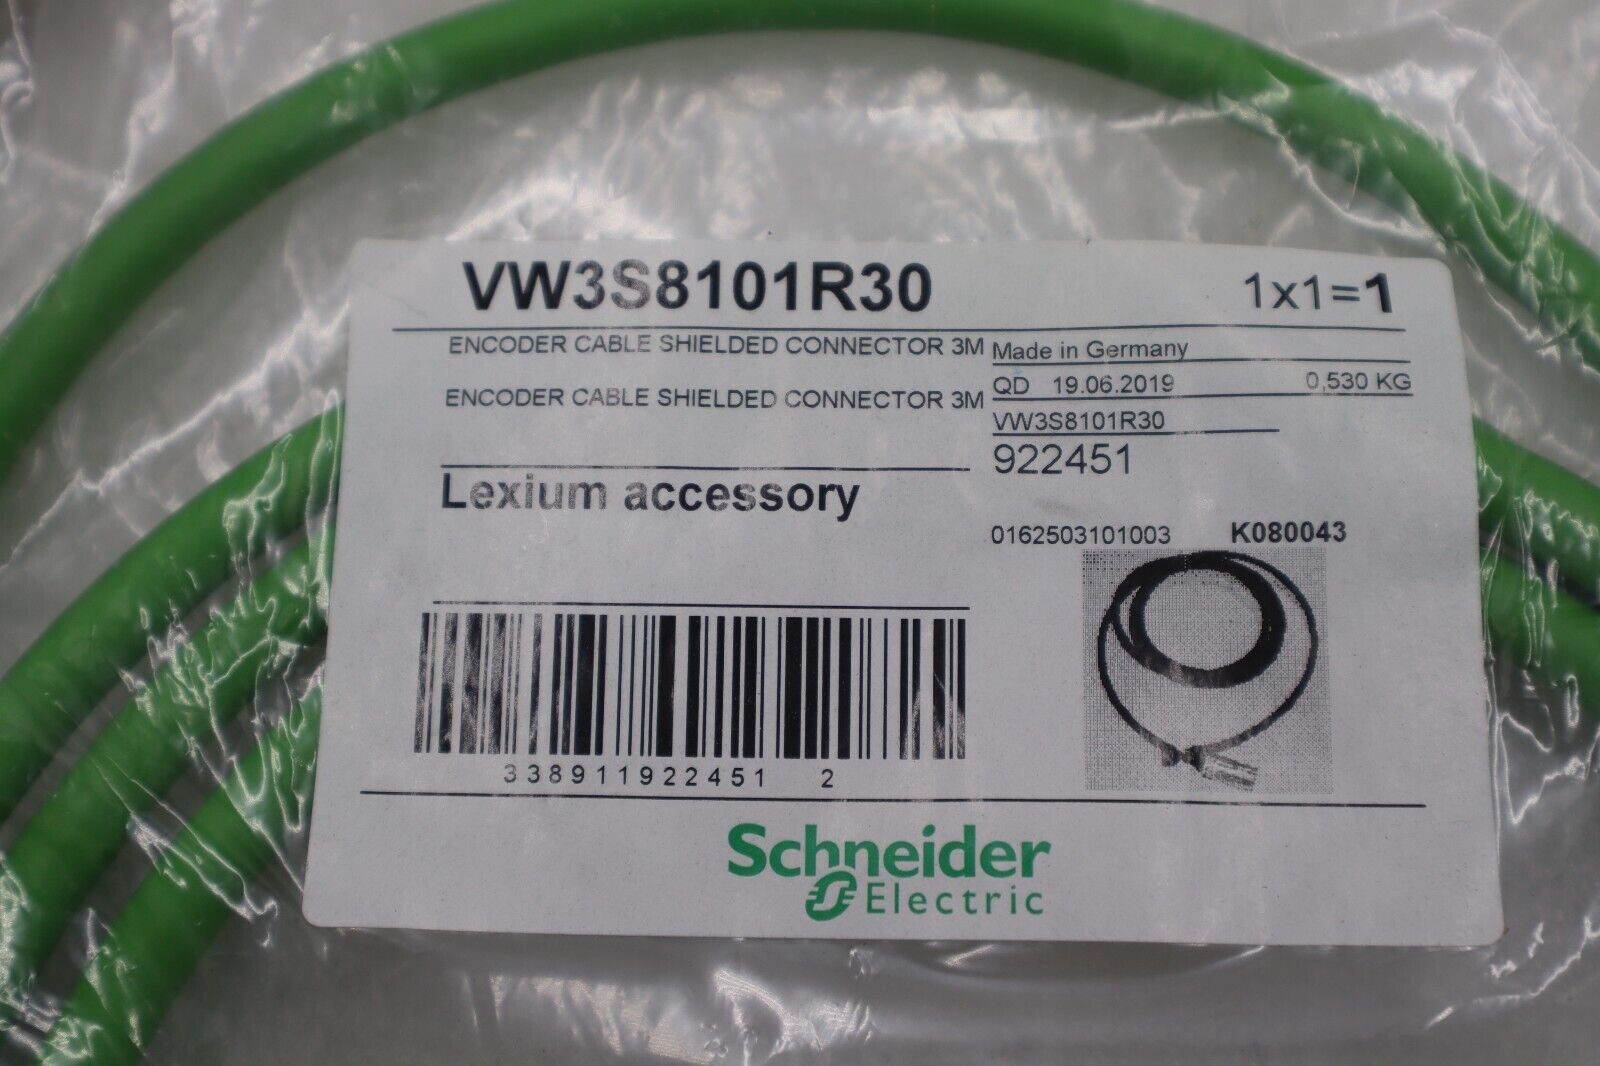 VW3S8101R30 1x1=1
ENCODER CABLE SHIELDED CONNECTOR 3M
ENCODER CABLE SHIELDED CONNECTOR 3M
Lexium accessory
Made in Germany
QD 19.06.2019 0,530 KG
VW3S8101R30
922451
0162503101003 K080043
338911922451 2
Schneider
Electric